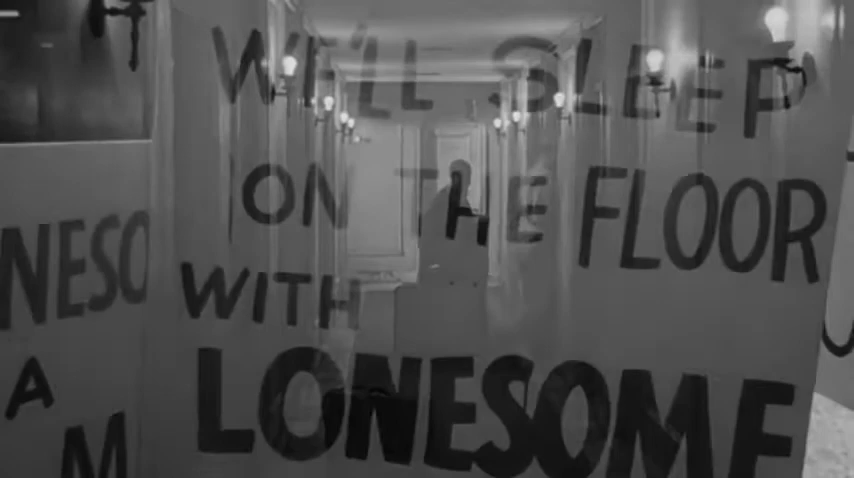 WE'LL SLEEP
ON THE FLOOR
WITH
LONESOME
NESO
A
M